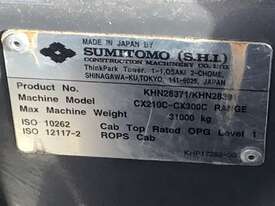 MADE IN JAPAN BY
SUMITOMO (S.H.I.)
CONSTRUCTION MACHINERY CO., LTD.
ThinkPark Tower, 1-1, OSAKI 2-CHOME,
SHINAGAWA-KU, TOKYO, 141-6025, JAPAN
Product No. KHN28371/KHN28391
Machine Model CX210C-CX300C RANGE
Max Machine Weight 31000 kg
ISO 10262 Cab Top Rated OPG Level 1
ISO 12117-2 ROPS Cab